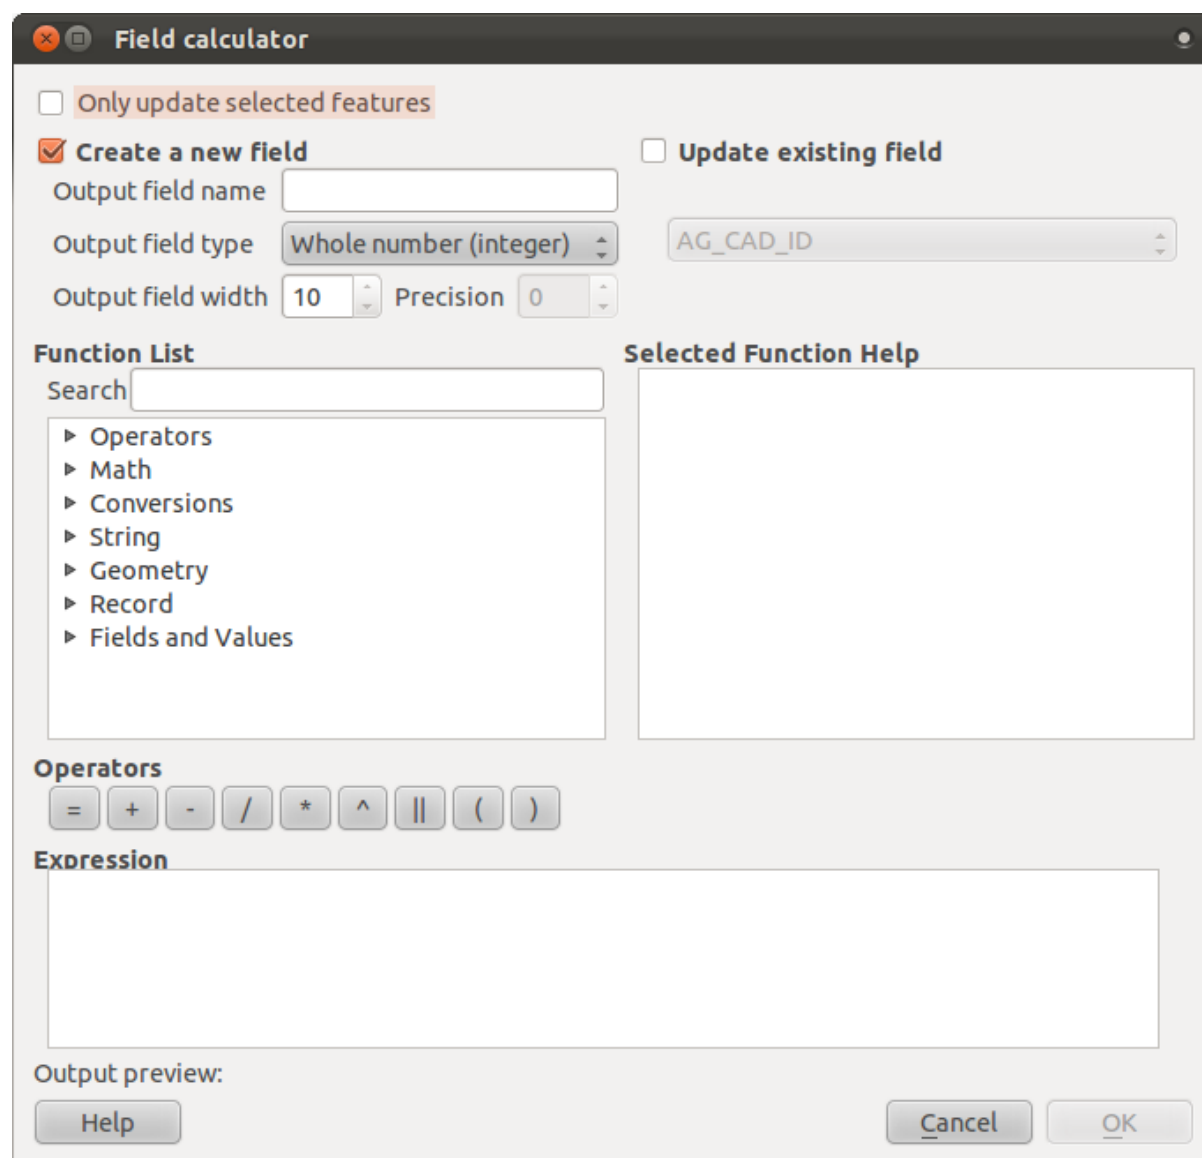 Field calculator
Only update selected features
Create a new field
Update existing field
Output field name
Output field type Whole number (integer)
AG_CAD_ID
Output field width 10 Precision 0
Function List
Selected Function Help
Search
Operators
Math
Conversions
String
Geometry
Record
Fields and Values
Operators
= + - / * ^ || ( )
Expression
Output preview:
Help Cancel OK